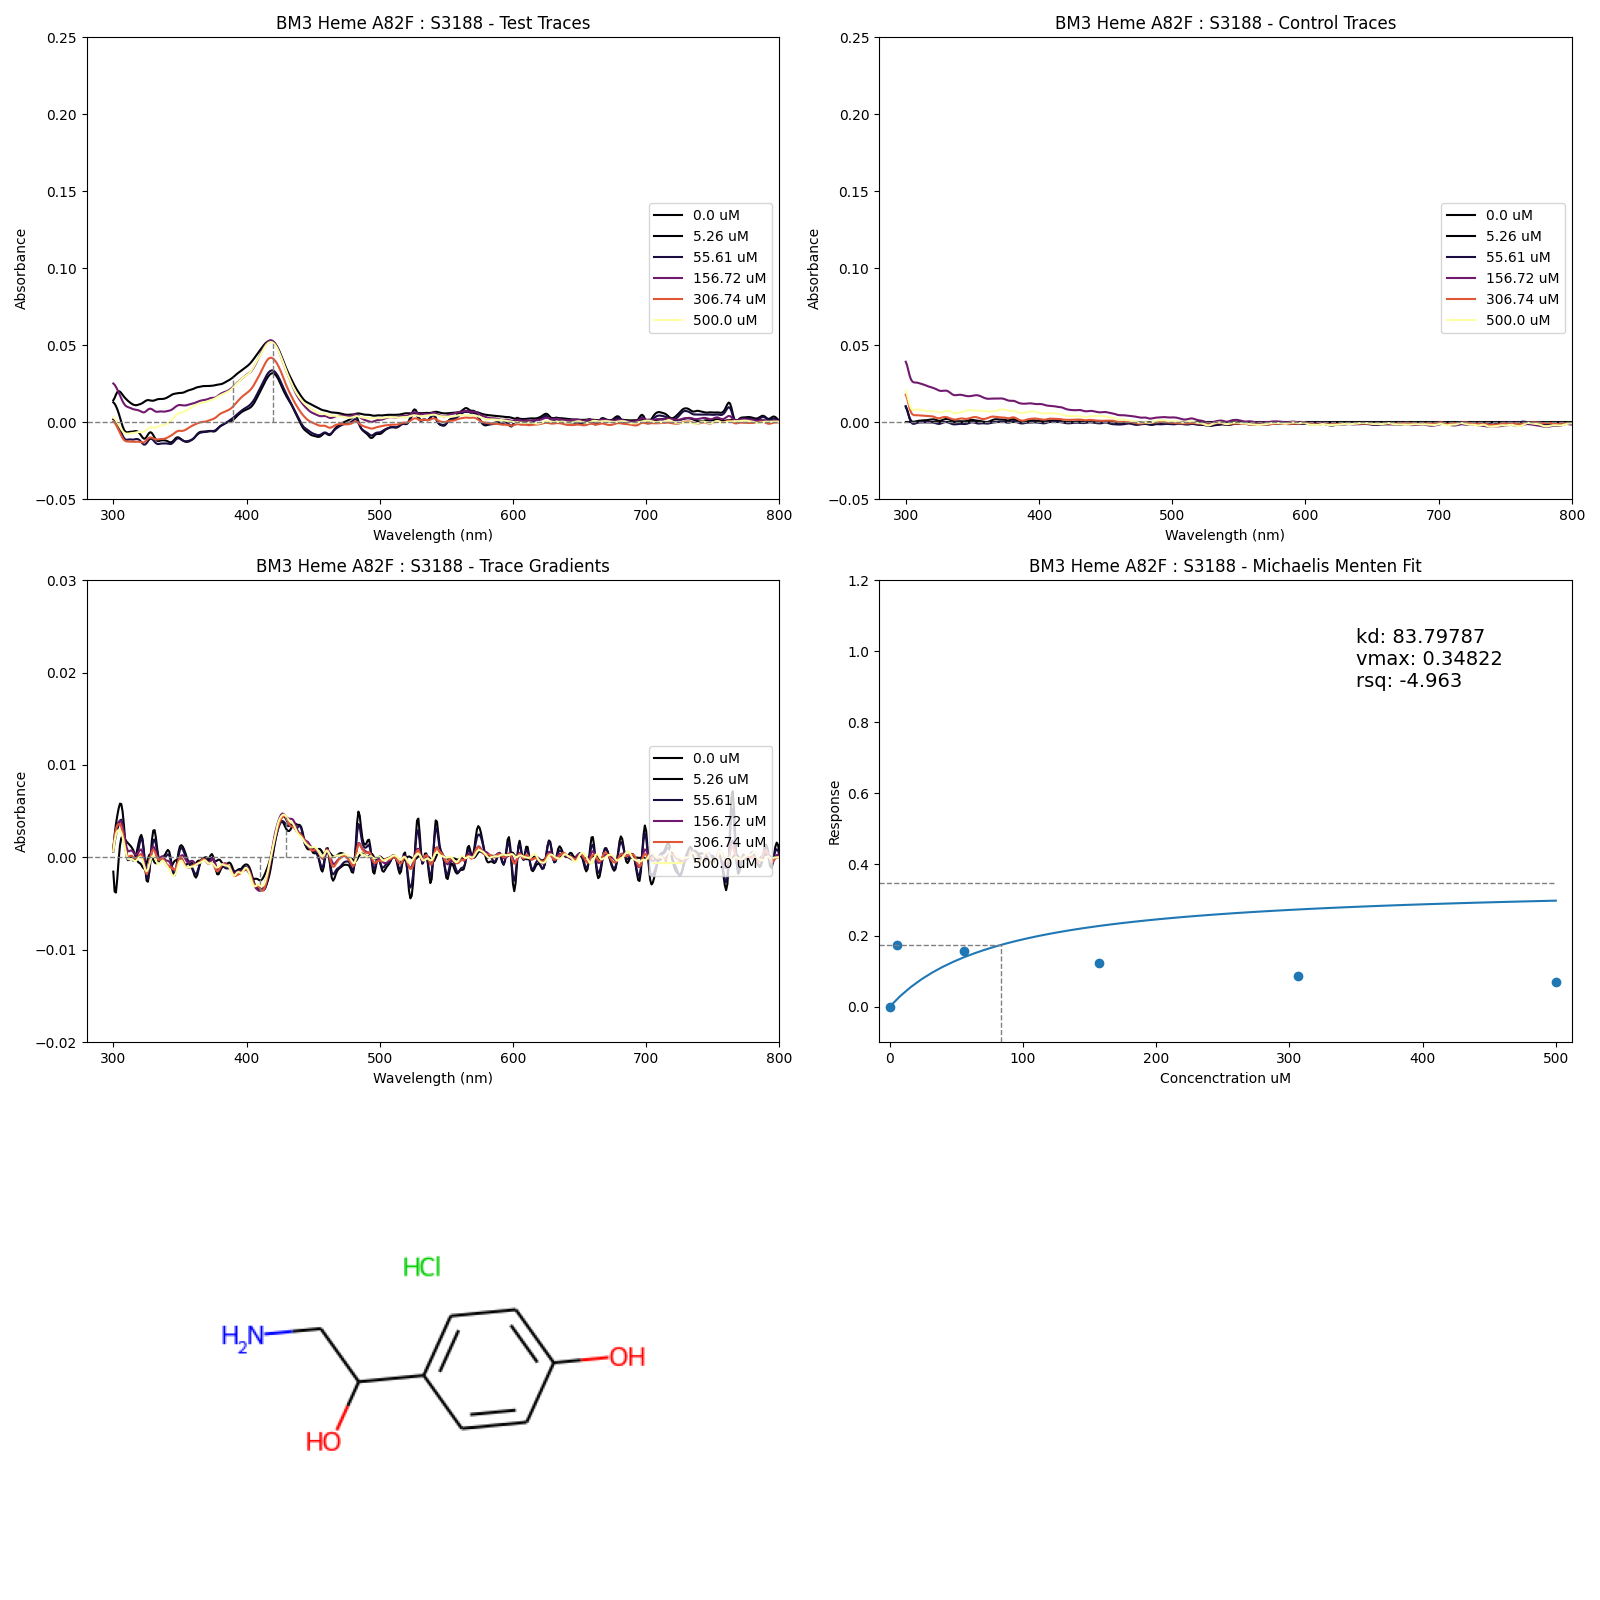 BM3 Heme A82F : S3188 - Test Traces
0.25
0.20
0.15
0.10
0.05
0.00
−0.05
Absorbance
300 400 500 600 700 800
Wavelength (nm)
0.0 uM
5.26 uM
55.61 uM
156.72 uM
306.74 uM
500.0 uM
BM3 Heme A82F : S3188 - Control Traces
0.25
0.20
0.15
0.10
0.05
0.00
−0.05
Absorbance
300 400 500 600 700 800
Wavelength (nm)
0.0 uM
5.26 uM
55.61 uM
156.72 uM
306.74 uM
500.0 uM
BM3 Heme A82F : S3188 - Trace Gradients
0.03
0.02
0.01
0.00
−0.01
−0.02
Absorbance
300 400 500 600 700 800
Wavelength (nm)
0.0 uM
5.26 uM
55.61 uM
156.72 uM
306.74 uM
500.0 uM
BM3 Heme A82F : S3188 - Michaelis Menten Fit
1.2
1.0
0.8
0.6
0.4
0.2
0.0
Response
0 100 200 300 400 500
Concenctration uM
kd: 83.79787
vmax: 0.34822
rsq: -4.963
HCl
H2N
OH
HO